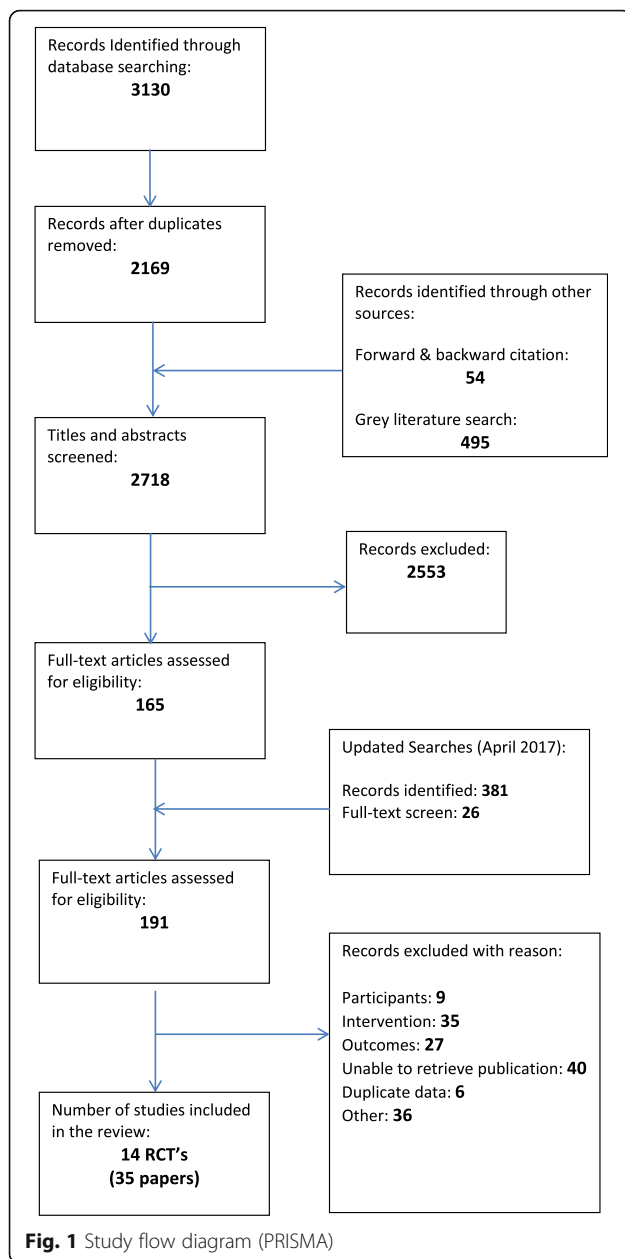 Records Identified through
database searching:
3130
Records after duplicates
removed:
2169
Records identified through other
sources:
Forward & backward citation:
54
Grey literature search:
495
Titles and abstracts
screened:
2718
Records excluded:
2553
Full-text articles assessed
for eligibility:
165
Updated Searches (April 2017):
Records identified: 381
Full-text screen: 26
Full-text articles assessed
for eligibility:
191
Records excluded with reason:
Participants: 9
Intervention: 35
Outcomes: 27
Unable to retrieve publication: 40
Duplicate data: 6
Other: 36
Number of studies included
in the review:
14 RCT's
(35 papers)
Fig. 1 Study flow diagram (PRISMA)